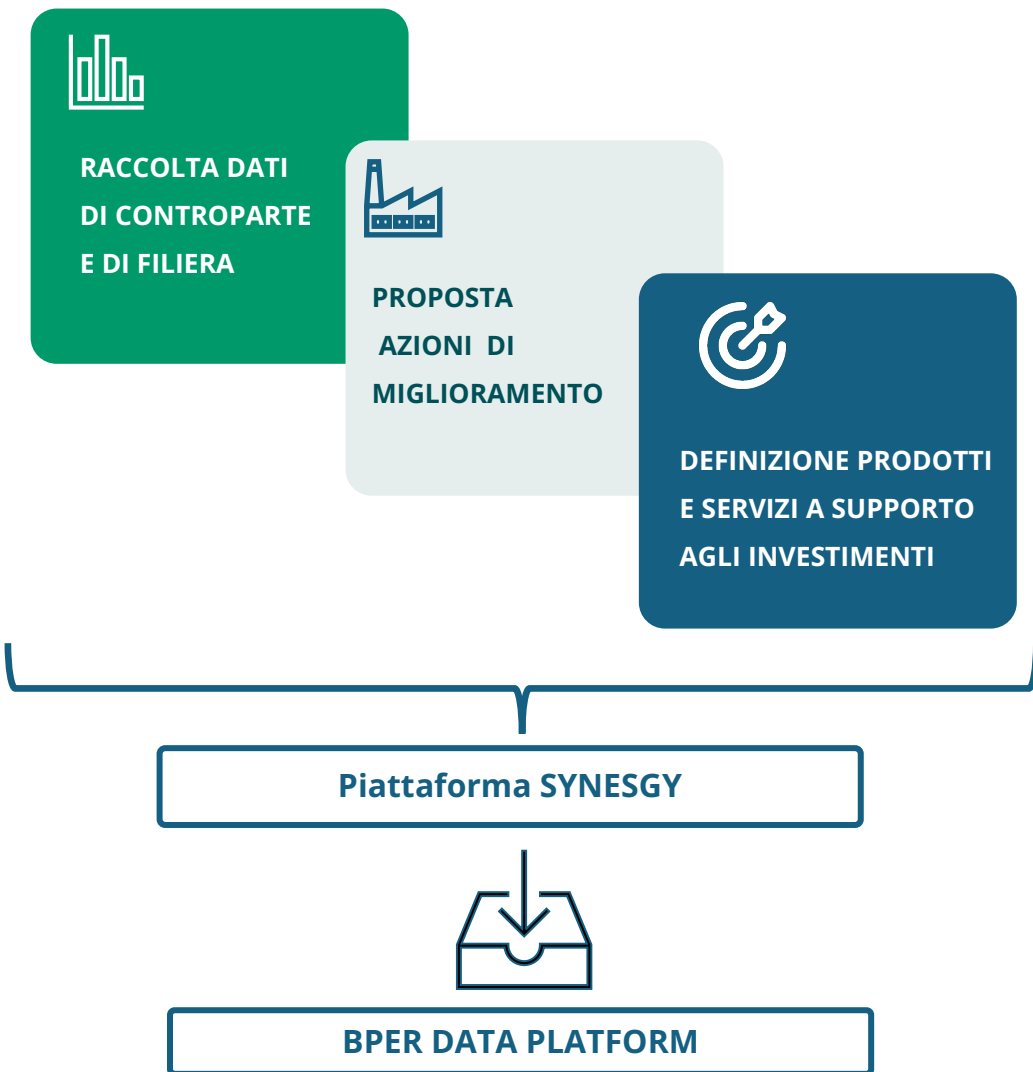 RACCOLTA DATI
DI CONTROPARTE
E DI FILIERA
PROPOSTA
AZIONI DI
MIGLIORAMENTO
DEFINIZIONE PRODOTTI
E SERVIZI A SUPPORTO
AGLI INVESTIMENTI
Piattaforma SYNESGY
BPER DATA PLATFORM